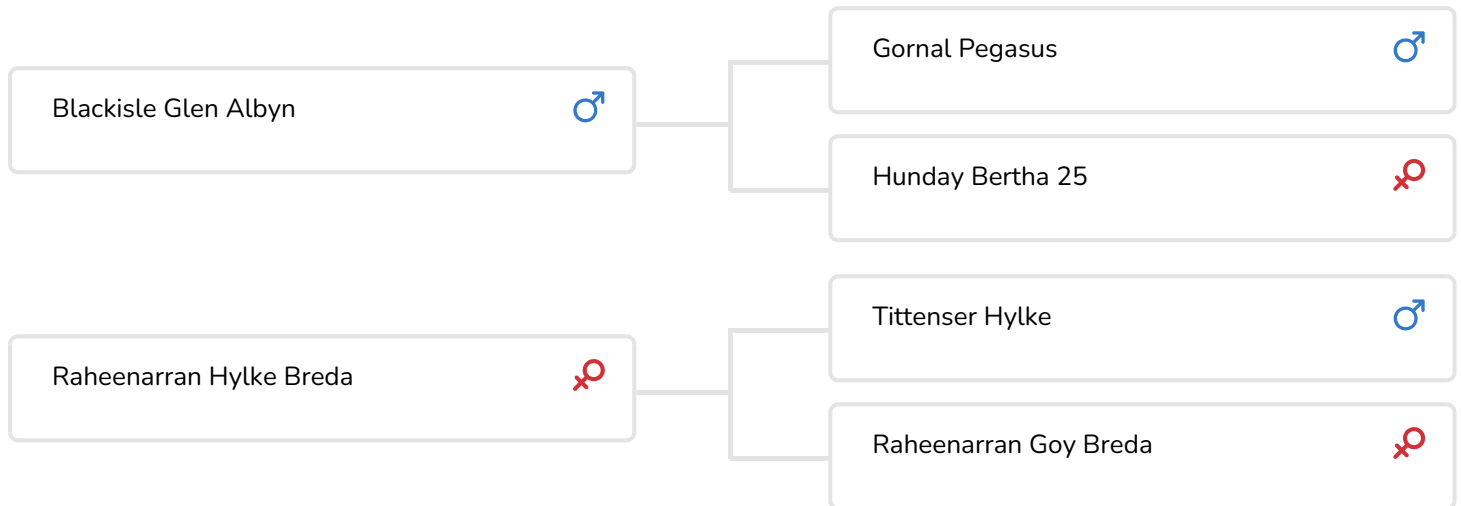 Gornal Pegasus
Blackisle Glen Albyn
Hunday Bertha 25
Tittenser Hylke
Raheenarran Hylke Breda
Raheenarran Goy Breda